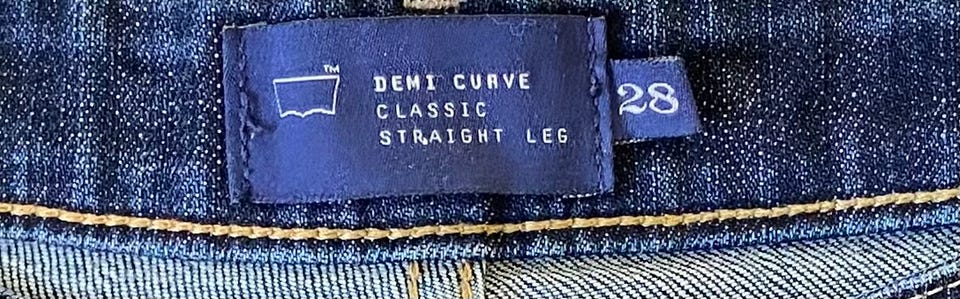 ™
DEMI CURVE
CLASSIC
STRAIGHT LEG
28